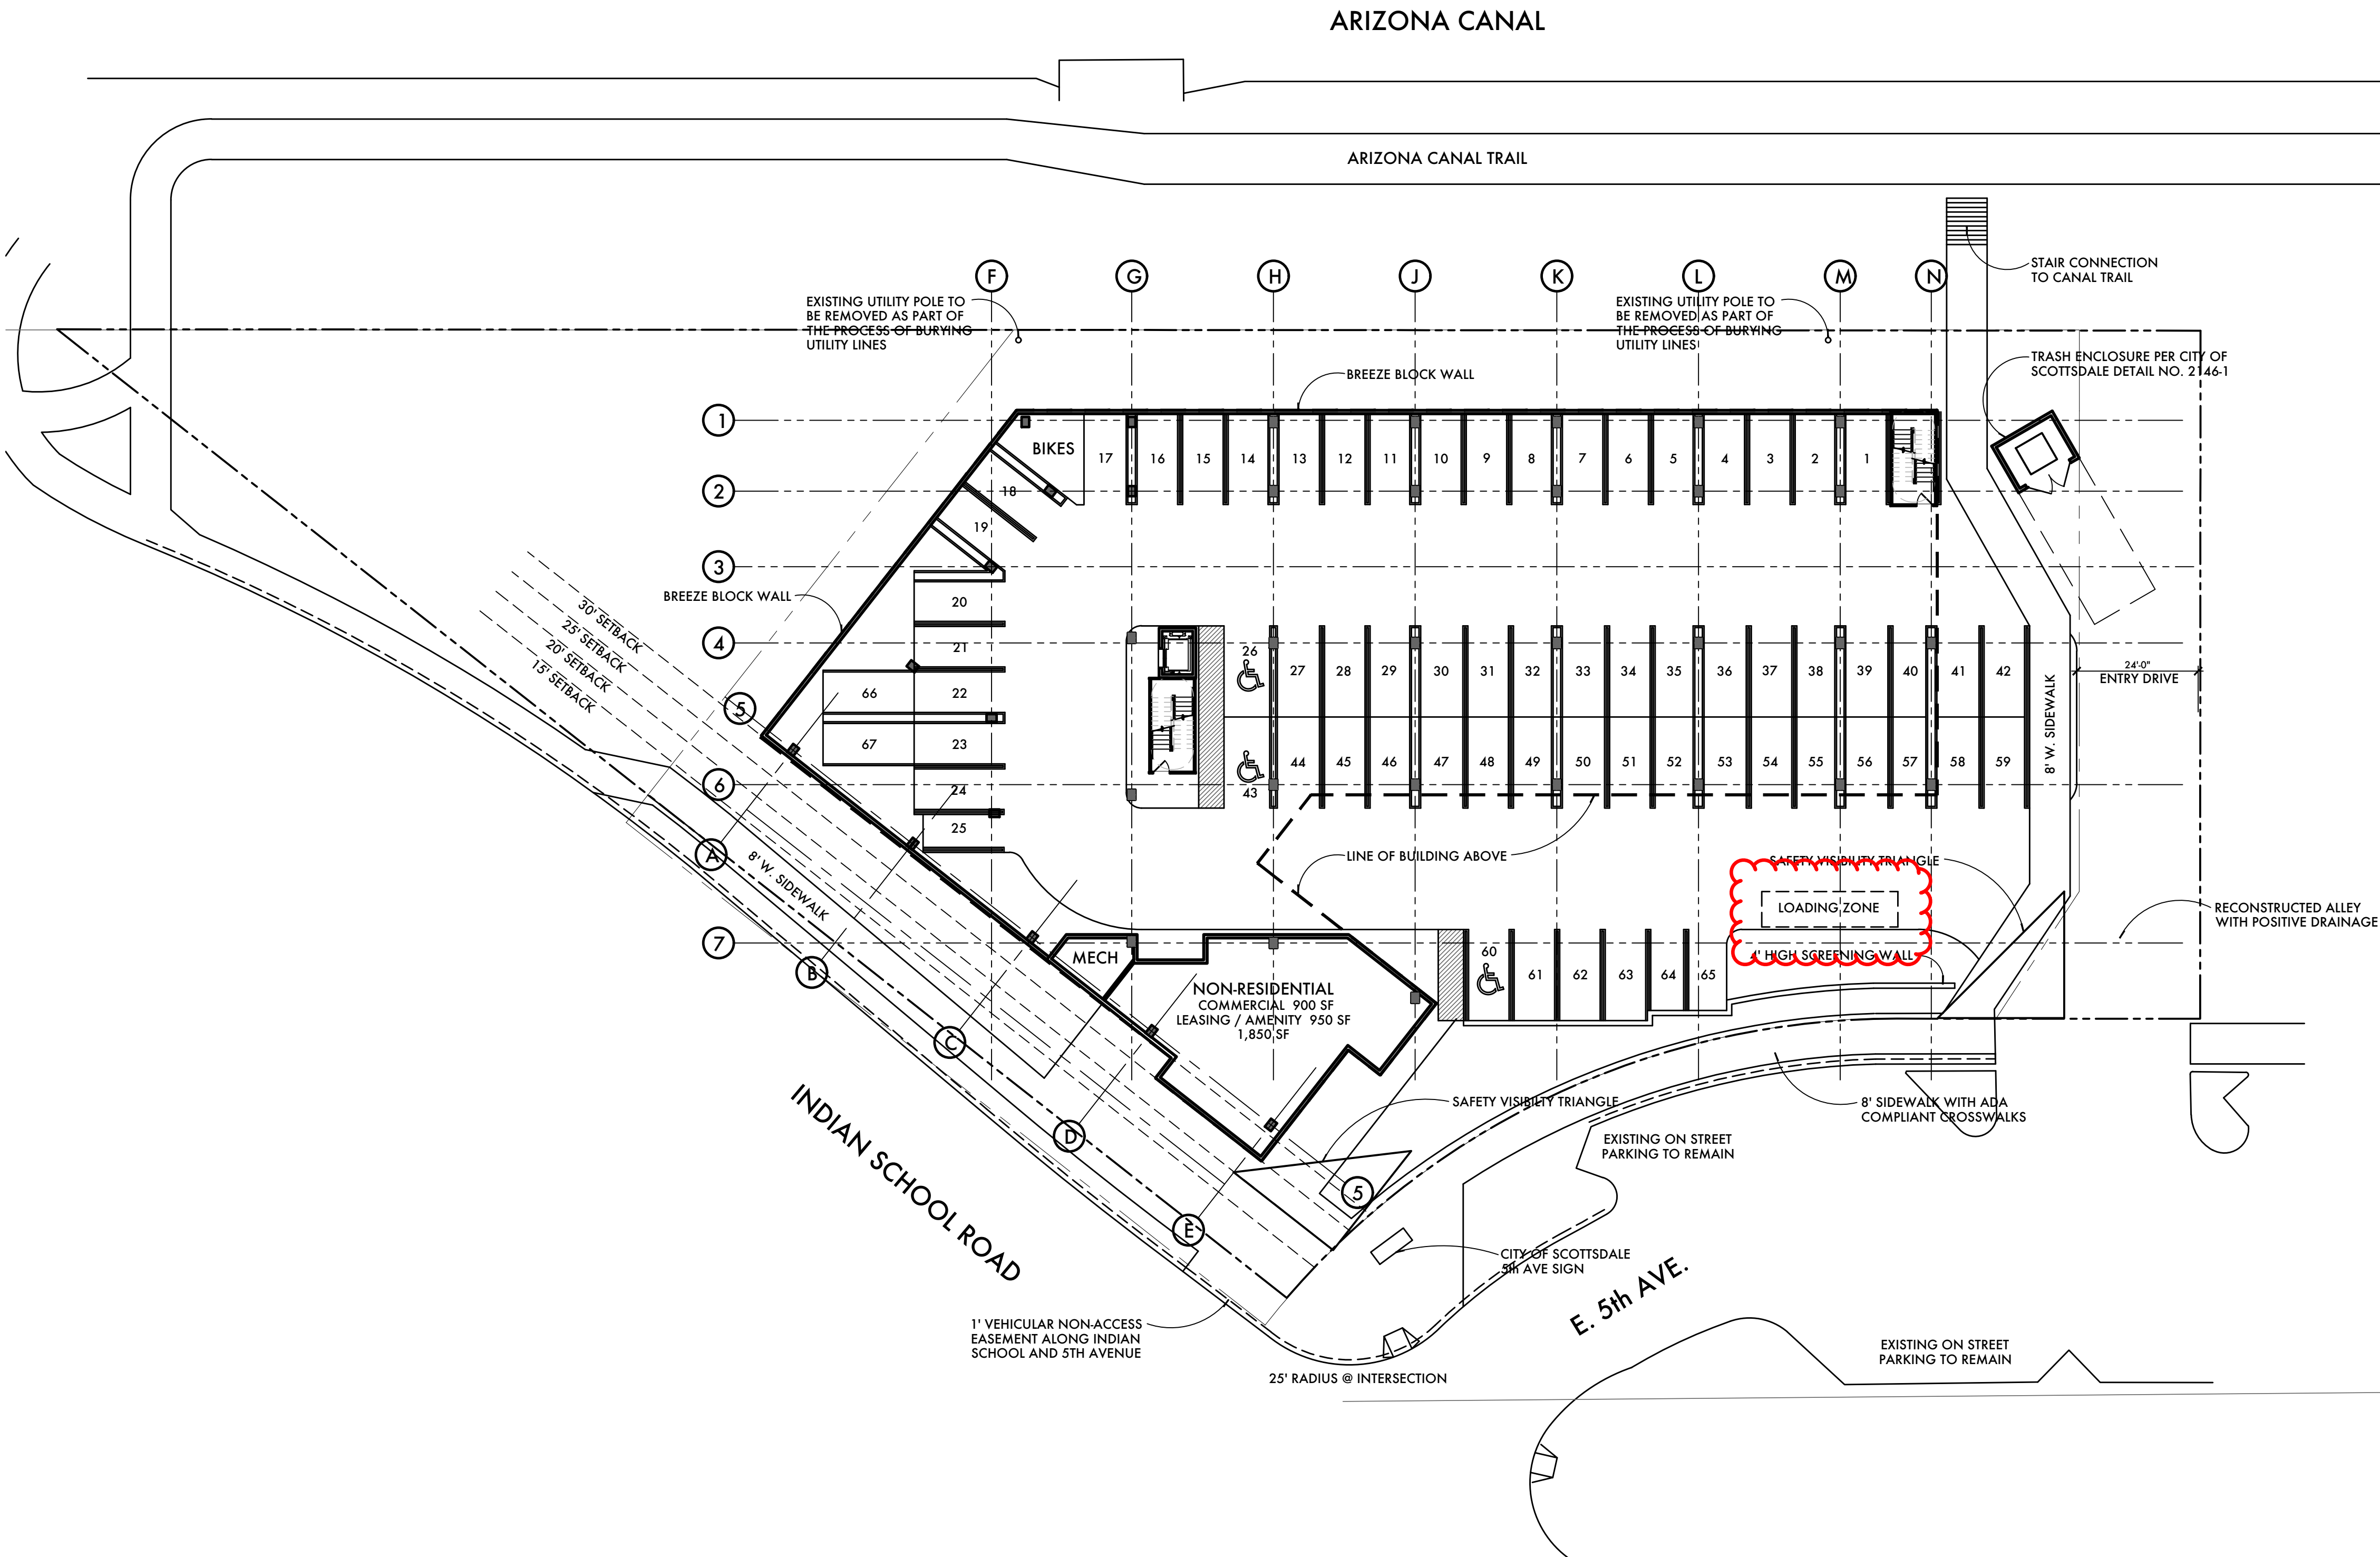 ARIZONA CANAL
ARIZONA CANAL TRAIL
STAIR CONNECTION
TO CANAL TRAIL
F
G
H
J
K
L
M
N
EXISTING UTILITY POLE TO
BE REMOVED AS PART OF
THE PROCESS OF BURYING
UTILITY LINES
EXISTING UTILITY POLE TO
BE REMOVED AS PART OF
THE PROCESS OF BURYING
UTILITY LINES
TRASH ENCLOSURE PER CITY OF
SCOTTSDALE DETAIL NO. 2146-1
BREEZE BLOCK WALL
1
BIKES
17
16
15
14
13
12
11
10
9
8
7
6
5
4
3
2
1
2
18
19
3
BREEZE BLOCK WALL
20
30' SETBACK
25' SETBACK
20' SETBACK
15' SETBACK
4
21
22
23
24
25
66
67
26
27
28
29
30
31
32
33
34
35
36
37
38
39
40
41
42
8' W. SIDEWALK
24'-0"
ENTRY DRIVE
5
6
43
44
45
46
47
48
49
50
51
52
53
54
55
56
57
58
59
A
8' W. SIDEWALK
LINE OF BUILDING ABOVE
SAFETY VISIBILITY TRIANGLE
LOADING ZONE
4' HIGH SCREENING WALL
RECONSTRUCTED ALLEY
WITH POSITIVE DRAINAGE
7
B
MECH
60
61
62
63
64
65
NON-RESIDENTIAL
COMMERCIAL 900 SF
LEASING / AMENITY 950 SF
1,850 SF
C
D
E
5
INDIAN SCHOOL ROAD
SAFETY VISIBILTY TRIANGLE
8' SIDEWALK WITH ADA
COMPLIANT CROSSWALKS
EXISTING ON STREET
PARKING TO REMAIN
CITY OF SCOTTSDALE
5th AVE SIGN
E. 5th AVE.
1' VEHICULAR NON-ACCESS
EASEMENT ALONG INDIAN
SCHOOL AND 5TH AVENUE
25' RADIUS @ INTERSECTION
EXISTING ON STREET
PARKING TO REMAIN